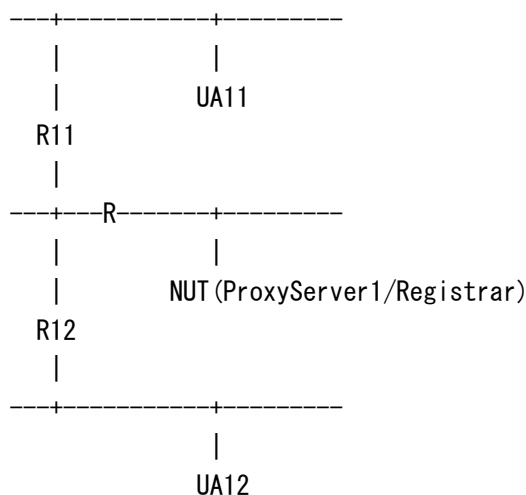 ---+-----------+---------
|           |
|          UA11
R11
|
---+---R-------+---------
|           |
|        NUT(ProxyServer1/Registrar)
R12
|
---+-----------+---------
|
UA12